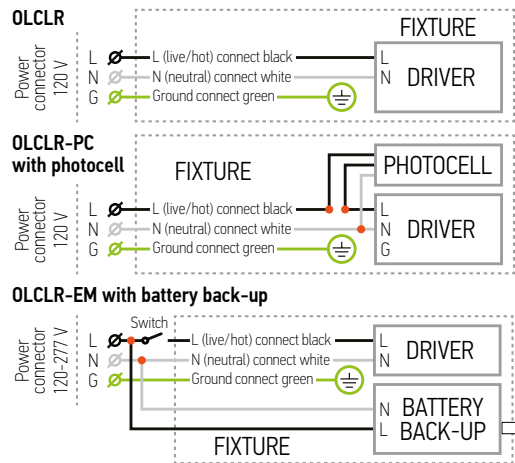 OLCLR
FIXTURE
Power
connector
120 V
L
N
G
L (live/hot) connect black
N (neutral) connect white
Ground connect green
L
N
DRIVER
OLCLR-PC
with photocell
FIXTURE
PHOTOCELL
Power
connector
120 V
L
N
G
L (live/hot) connect black
N (neutral) connect white
Ground connect green
L
N
G
DRIVER
OLCLR-EM with battery back-up
Power
connector
120-277 V
L
N
G
Switch
L (live/hot) connect black
N (neutral) connect white
Ground connect green
L
N
DRIVER
N
L
BATTERY
BACK-UP
FIXTURE